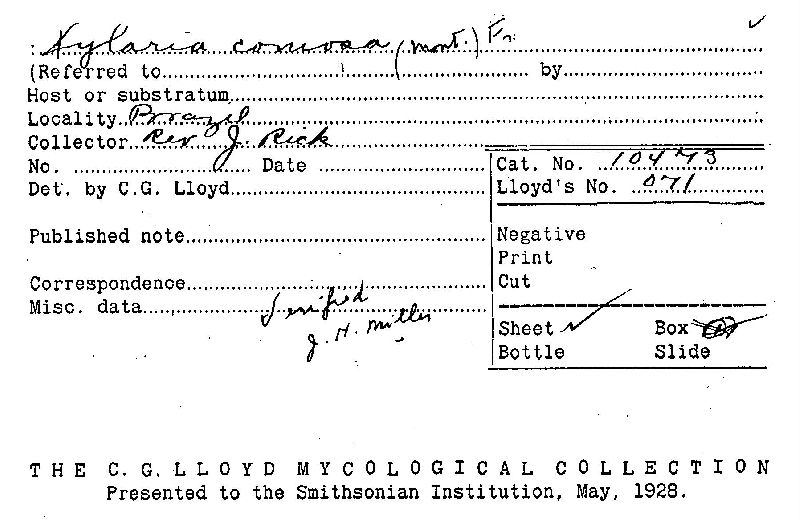 Xylaria comosa (Mont.) Fr.
(Referred to by
Host or substratum
Locality Brazil
Collector Rev J. Rick
No. Date
Det. by C.G. Lloyd
Cat. No. 10473
Lloyd's No. 071
Published note
Negative
Print
Correspondence
Cut
Misc. data verified
J. H. Miller
Sheet ✓ Box
Bottle Slide
THE C.G. LLOYD MYCOLOGICAL COLLECTION
Presented to the Smithsonian Institution, May, 1928.